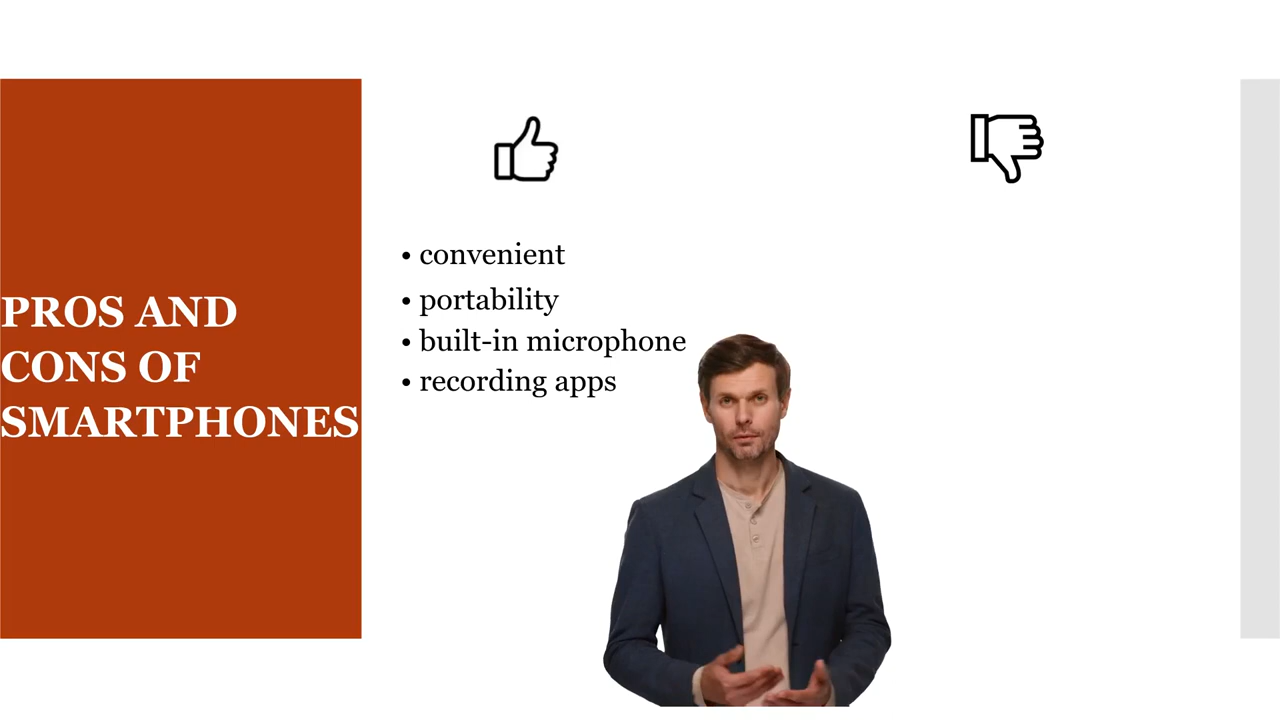 PROS AND
CONS OF
SMARTPHONES
• convenient
• portability
• built-in microphone
• recording apps